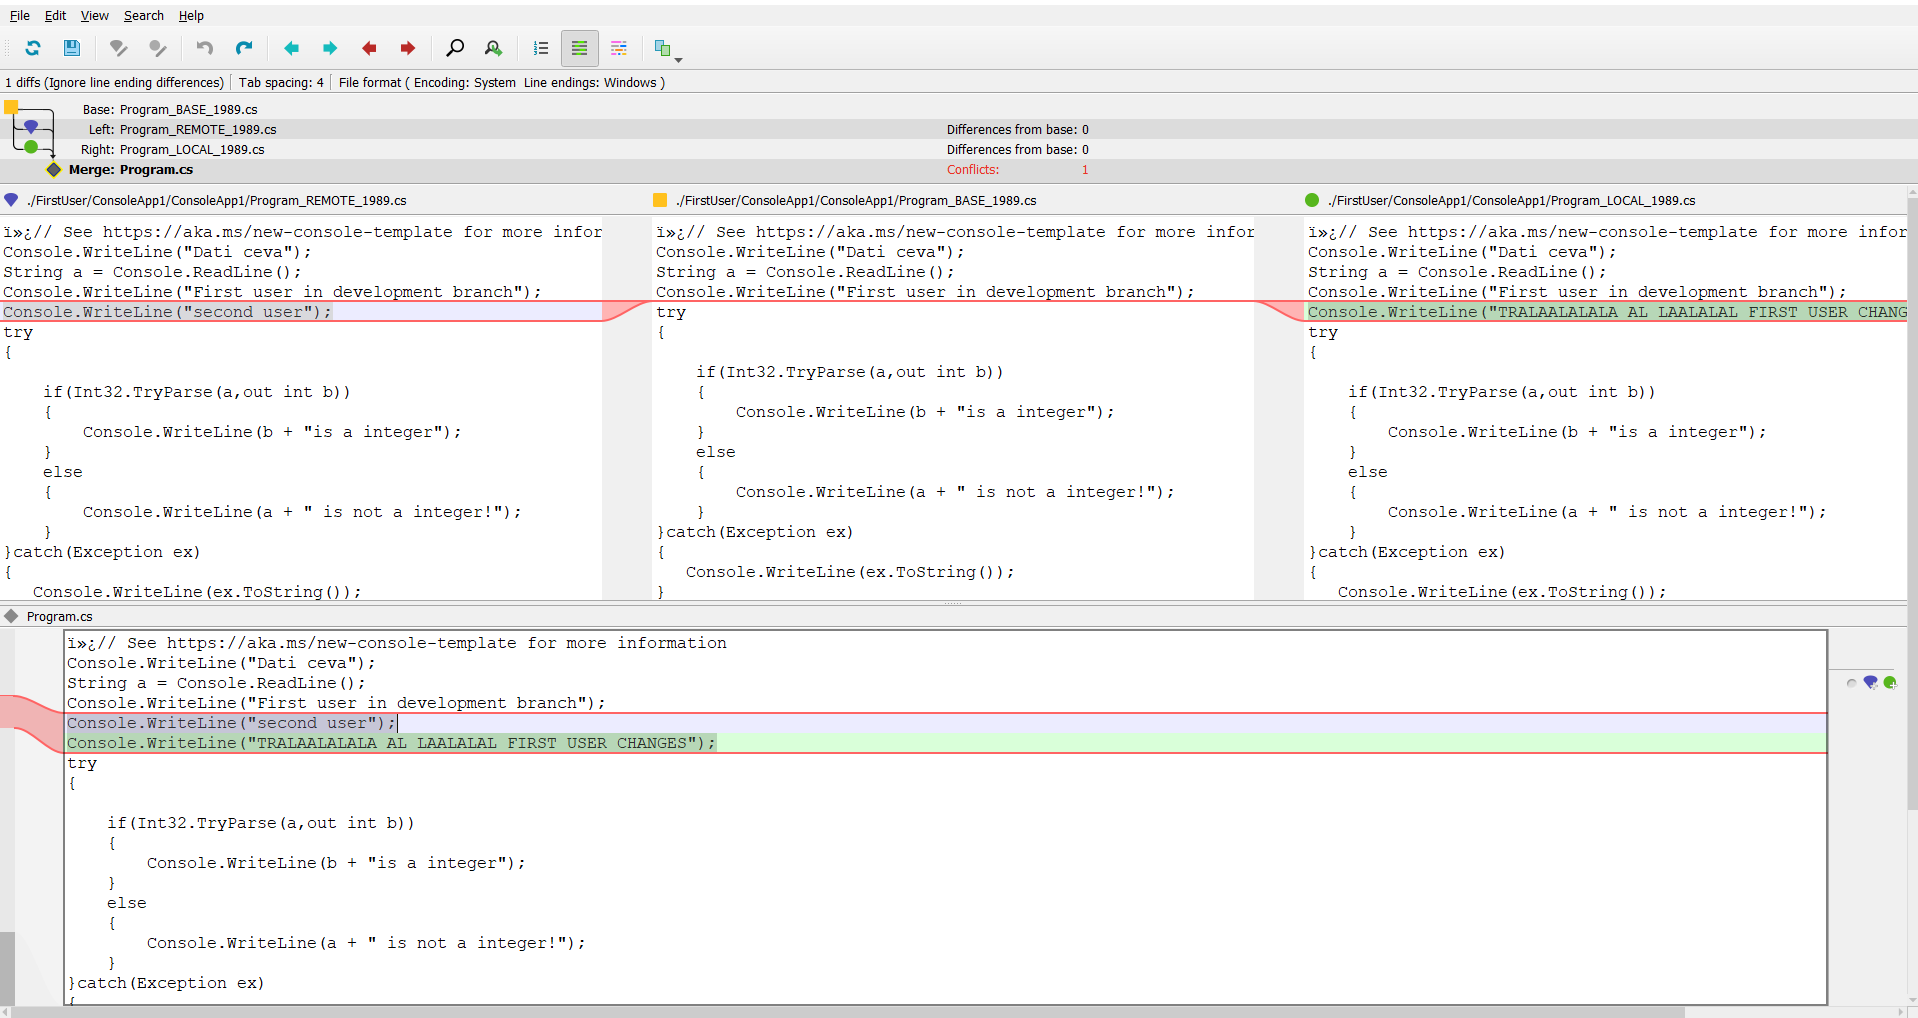 File Edit View Search Help
1 diffs (Ignore line ending differences) Tab spacing: 4 File format ( Encoding: System Line endings: Windows )
Base: Program_BASE_1989.cs
Left: Program_REMOTE_1989.cs Differences from base: 0
Right: Program_LOCAL_1989.cs Differences from base: 0
Merge: Program.cs Conflicts: 1
./FirstUser/ConsoleApp1/ConsoleApp1/Program_REMOTE_1989.cs
ï»¿// See https://aka.ms/new-console-template for more infor
Console.WriteLine("Dati ceva");
String a = Console.ReadLine();
Console.WriteLine("First user in development branch");
Console.WriteLine("second user");
try
{
if(Int32.TryParse(a,out int b))
{
Console.WriteLine(b + "is a integer");
}
else
{
Console.WriteLine(a + " is not a integer!");
}
}catch(Exception ex)
{
Console.WriteLine(ex.ToString());
./FirstUser/ConsoleApp1/ConsoleApp1/Program_BASE_1989.cs
ï»¿// See https://aka.ms/new-console-template for more infor
Console.WriteLine("Dati ceva");
String a = Console.ReadLine();
Console.WriteLine("First user in development branch");
try
{
if(Int32.TryParse(a,out int b))
{
Console.WriteLine(b + "is a integer");
}
else
{
Console.WriteLine(a + " is not a integer!");
}
}catch(Exception ex)
{
Console.WriteLine(ex.ToString());
}
./FirstUser/ConsoleApp1/ConsoleApp1/Program_LOCAL_1989.cs
ï»¿// See https://aka.ms/new-console-template for more infor
Console.WriteLine("Dati ceva");
String a = Console.ReadLine();
Console.WriteLine("First user in development branch");
Console.WriteLine("TRALAALALALA AL LAALALAL FIRST USER CHANG
try
{
if(Int32.TryParse(a,out int b))
{
Console.WriteLine(b + "is a integer");
}
else
{
Console.WriteLine(a + " is not a integer!");
}
}catch(Exception ex)
{
Console.WriteLine(ex.ToString());
Program.cs
ï»¿// See https://aka.ms/new-console-template for more information
Console.WriteLine("Dati ceva");
String a = Console.ReadLine();
Console.WriteLine("First user in development branch");
Console.WriteLine("second user");
Console.WriteLine("TRALAALALALA AL LAALALAL FIRST USER CHANGES");
try
{
if(Int32.TryParse(a,out int b))
{
Console.WriteLine(b + "is a integer");
}
else
{
Console.WriteLine(a + " is not a integer!");
}
}catch(Exception ex)
{